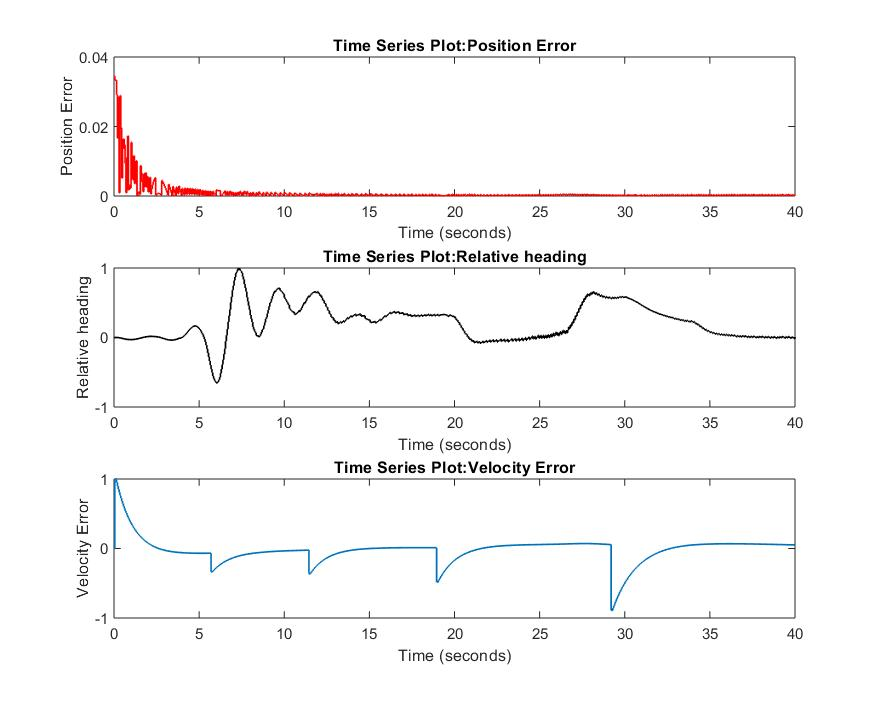 Time Series Plot:Position Error
0.04
0.02
0
Position Error
0 5 10 15 20 25 30 35 40
Time (seconds)
Time Series Plot:Relative heading
1
0
-1
Relative heading
0 5 10 15 20 25 30 35 40
Time (seconds)
Time Series Plot:Velocity Error
1
0
-1
Velocity Error
0 5 10 15 20 25 30 35 40
Time (seconds)